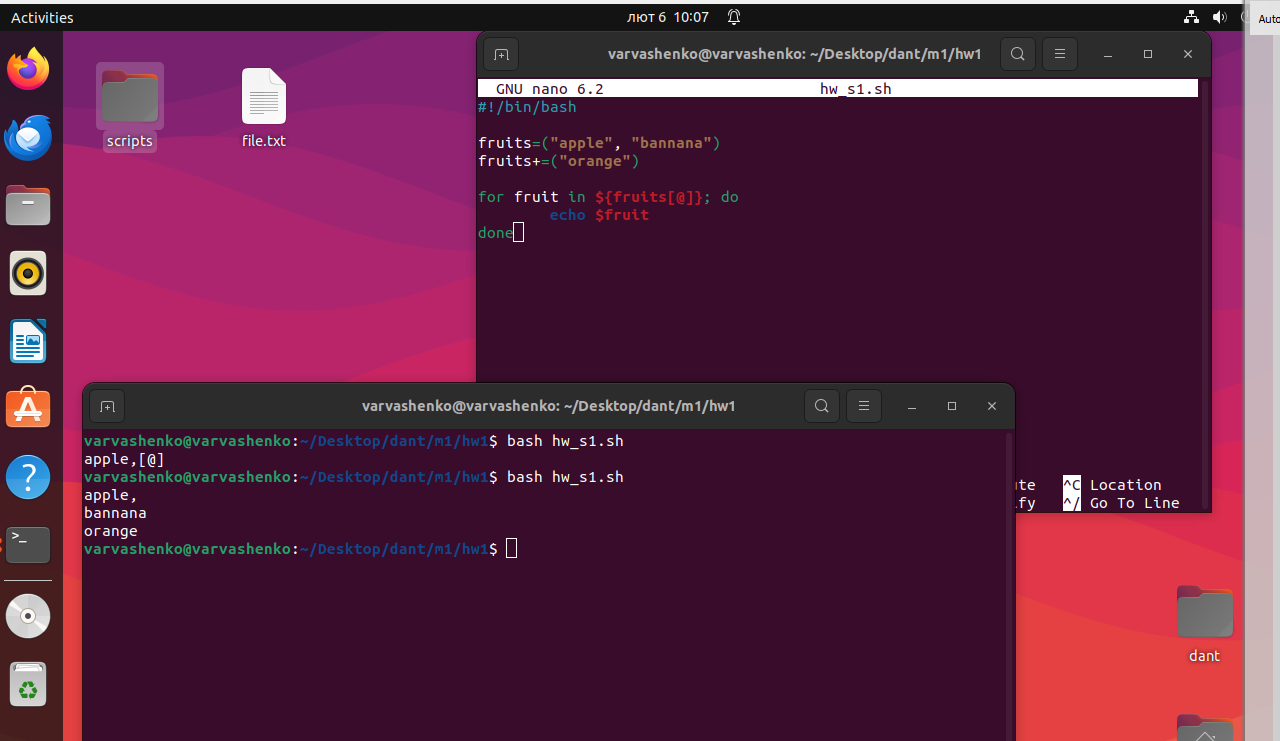 Activities
лют 6 10:07
Auto
scripts
file.txt
varvashenko@varvashenko: ~/Desktop/dant/m1/hw1
GNU nano 6.2 hw_s1.sh
#!/bin/bash
fruits=("apple", "bannana")
fruits+=("orange")
for fruit in ${fruits[@]}; do
echo $fruit
done
^C Location
^/ Go To Line
varvashenko@varvashenko: ~/Desktop/dant/m1/hw1
varvashenko@varvashenko:~/Desktop/dant/m1/hw1$ bash hw_s1.sh
apple,[@]
varvashenko@varvashenko:~/Desktop/dant/m1/hw1$ bash hw_s1.sh
apple,
bannana
orange
varvashenko@varvashenko:~/Desktop/dant/m1/hw1$
dant